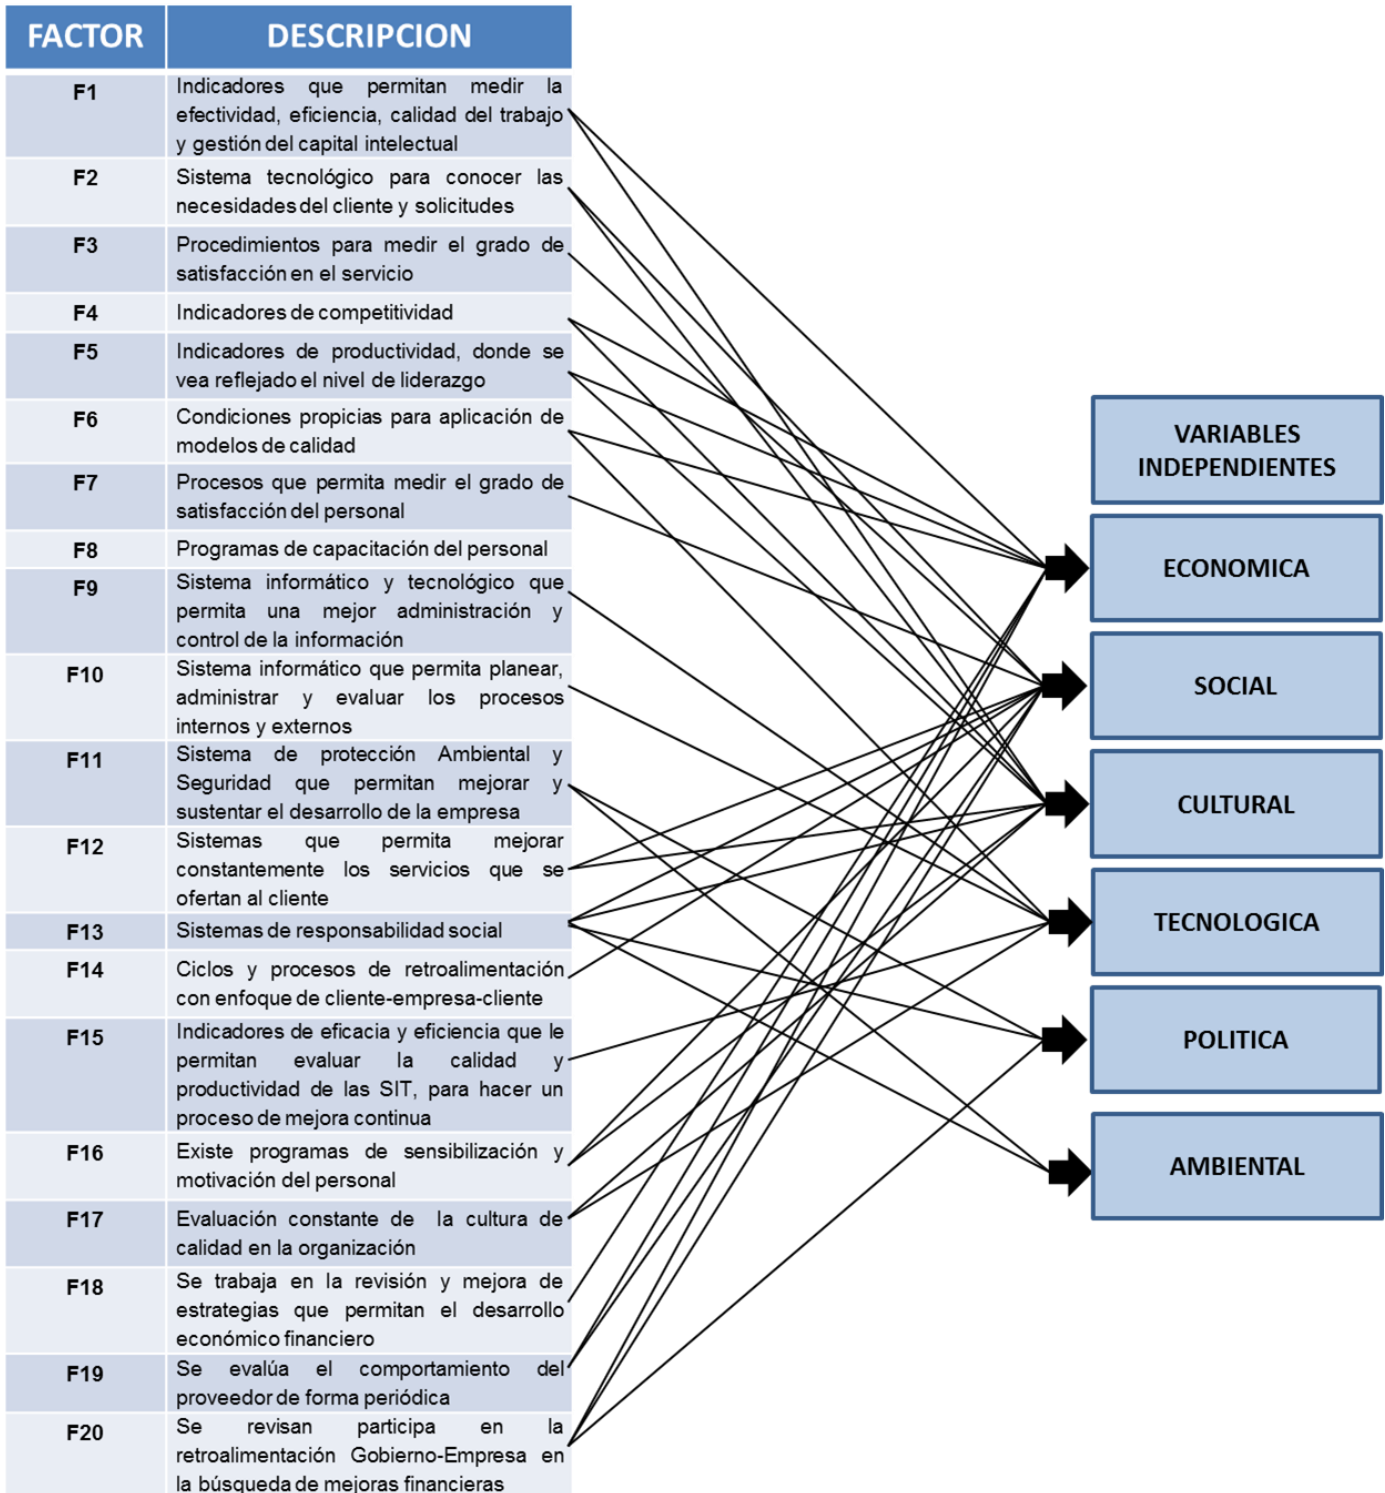 FACTOR DESCRIPCION
F1 Indicadores que permitan medir la
efectividad, eficiencia, calidad del trabajo
y gestión del capital intelectual
F2 Sistema tecnológico para conocer las
necesidades del cliente y solicitudes
F3 Procedimientos para medir el grado de
satisfacción en el servicio
F4 Indicadores de competitividad
F5 Indicadores de productividad, donde se
vea reflejado el nivel de liderazgo
F6 Condiciones propicias para aplicación de
modelos de calidad
F7 Procesos que permita medir el grado de
satisfacción del personal
F8 Programas de capacitación del personal
F9 Sistema informático y tecnológico que
permita una mejor administración y
control de la información
F10 Sistema informático que permita planear,
administrar y evaluar los procesos
internos y externos
F11 Sistema de protección Ambiental y
Seguridad que permitan mejorar y
sustentar el desarrollo de la empresa
F12 Sistemas que permita mejorar
constantemente los servicios que se
ofertan al cliente
F13 Sistemas de responsabilidad social
F14 Ciclos y procesos de retroalimentación
con enfoque de cliente-empresa-cliente
F15 Indicadores de eficacia y eficiencia que le
permitan evaluar la calidad y
productividad de las SIT, para hacer un
proceso de mejora continua
F16 Existe programas de sensibilización y
motivación del personal
F17 Evaluación constante de la cultura de
calidad en la organización
F18 Se trabaja en la revisión y mejora de
estrategias que permitan el desarrollo
económico financiero
F19 Se evalúa el comportamiento del
proveedor de forma periódica
F20 Se revisan participa en la
retroalimentación Gobierno-Empresa en
la búsqueda de mejoras financieras
VARIABLES
INDEPENDIENTES
ECONOMICA
SOCIAL
CULTURAL
TECNOLOGICA
POLITICA
AMBIENTAL